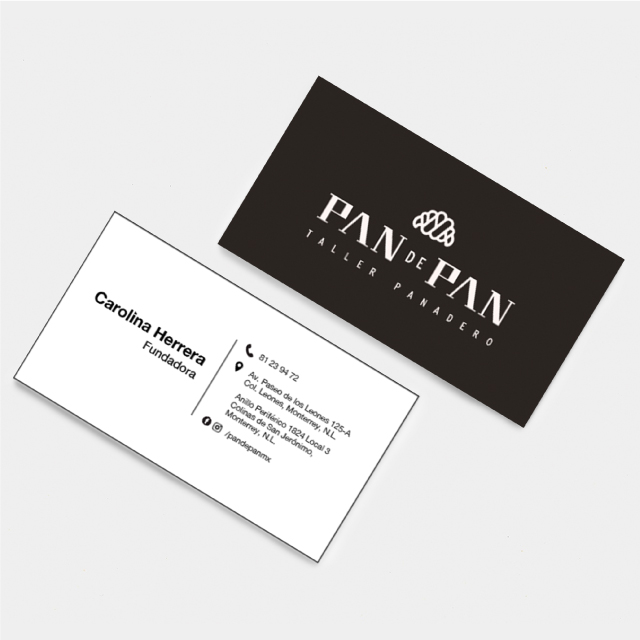 PAN DE PAN
TALLER PANADERO
Carolina Herrera
Fundadora
81 23 94 72
Av. Paseo de los Leones 125-A
Col. Leones, Monterrey, N.L.
Anillo Periférico 1824 Local 3
Colinas de San Jerónimo,
Monterrey, N.L.
/pandepanmx